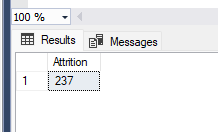 100 %
Results Messages
Attrition
1 237